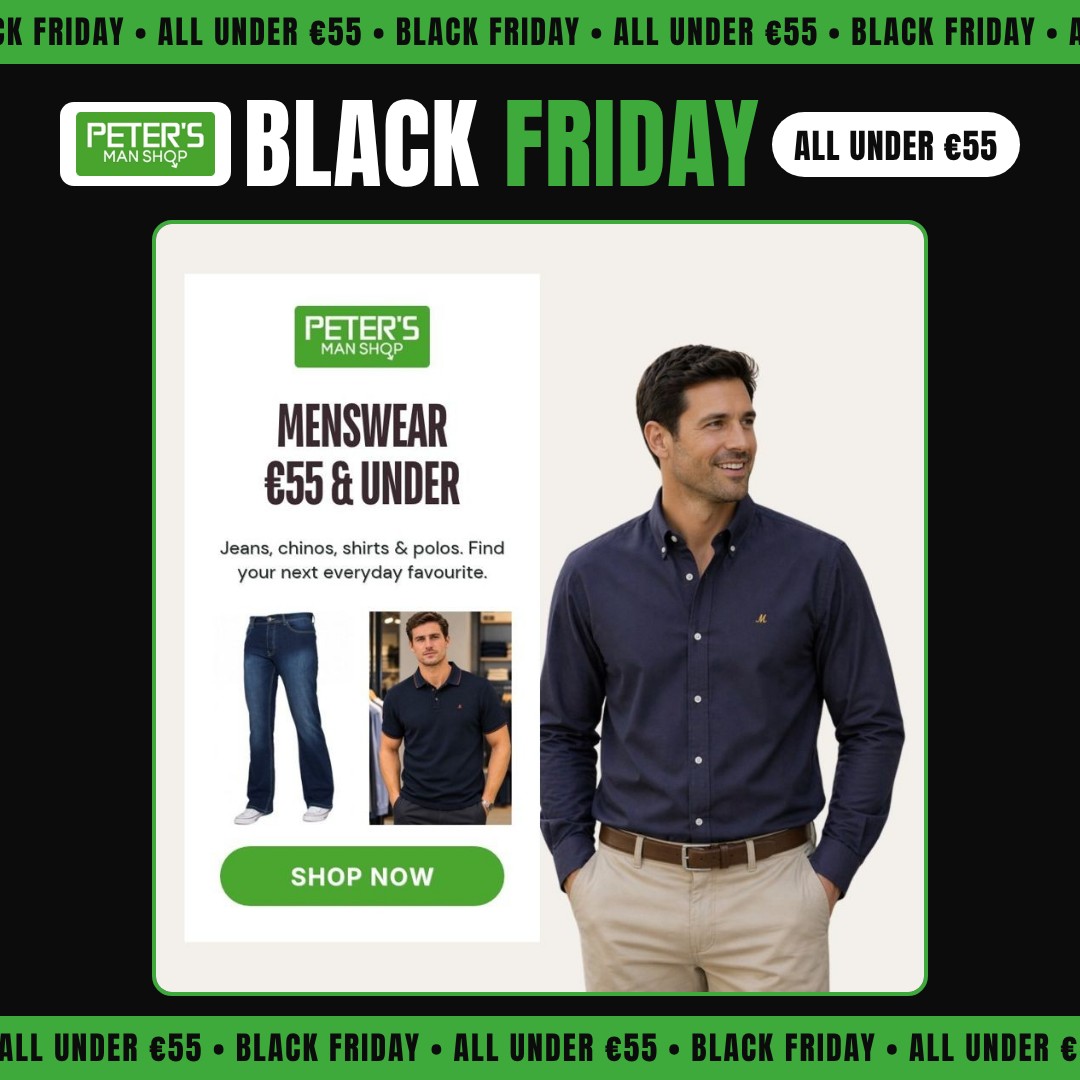 CK FRIDAY • ALL UNDER €55 • BLACK FRIDAY • ALL UNDER €55 • BLACK FRIDAY • A
PETER'S
MAN SHOP
BLACK FRIDAY
ALL UNDER €55
PETER'S
MAN SHOP
MENSWEAR
€55 & UNDER
Jeans, chinos, shirts & polos. Find
your next everyday favourite.
M
SHOP NOW
ALL UNDER €55 • BLACK FRIDAY • ALL UNDER €55 • BLACK FRIDAY • ALL UNDER €